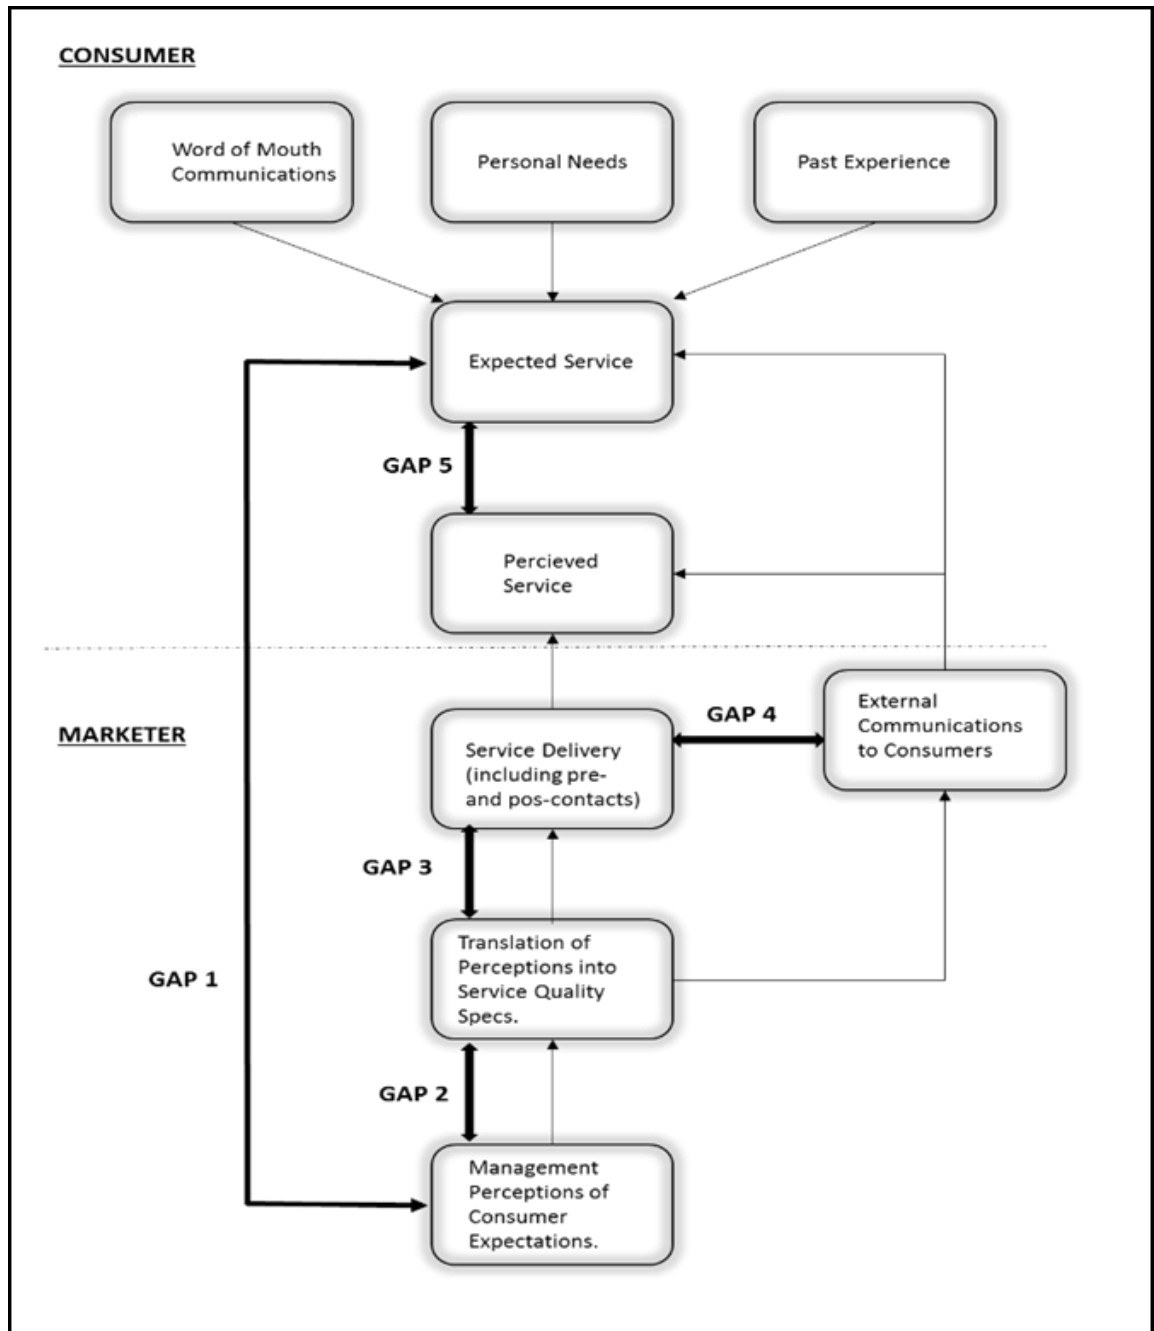 CONSUMER
Word of Mouth
Communications
Personal Needs
Past Experience
Expected Service
GAP 5
Percieved
Service
MARKETER
Service Delivery
(including pre-
and pos-contacts)
GAP 4
External
Communications
to Consumers
GAP 3
Translation of
Perceptions into
Service Quality
Specs.
GAP 1
GAP 2
Management
Perceptions of
Consumer
Expectations.